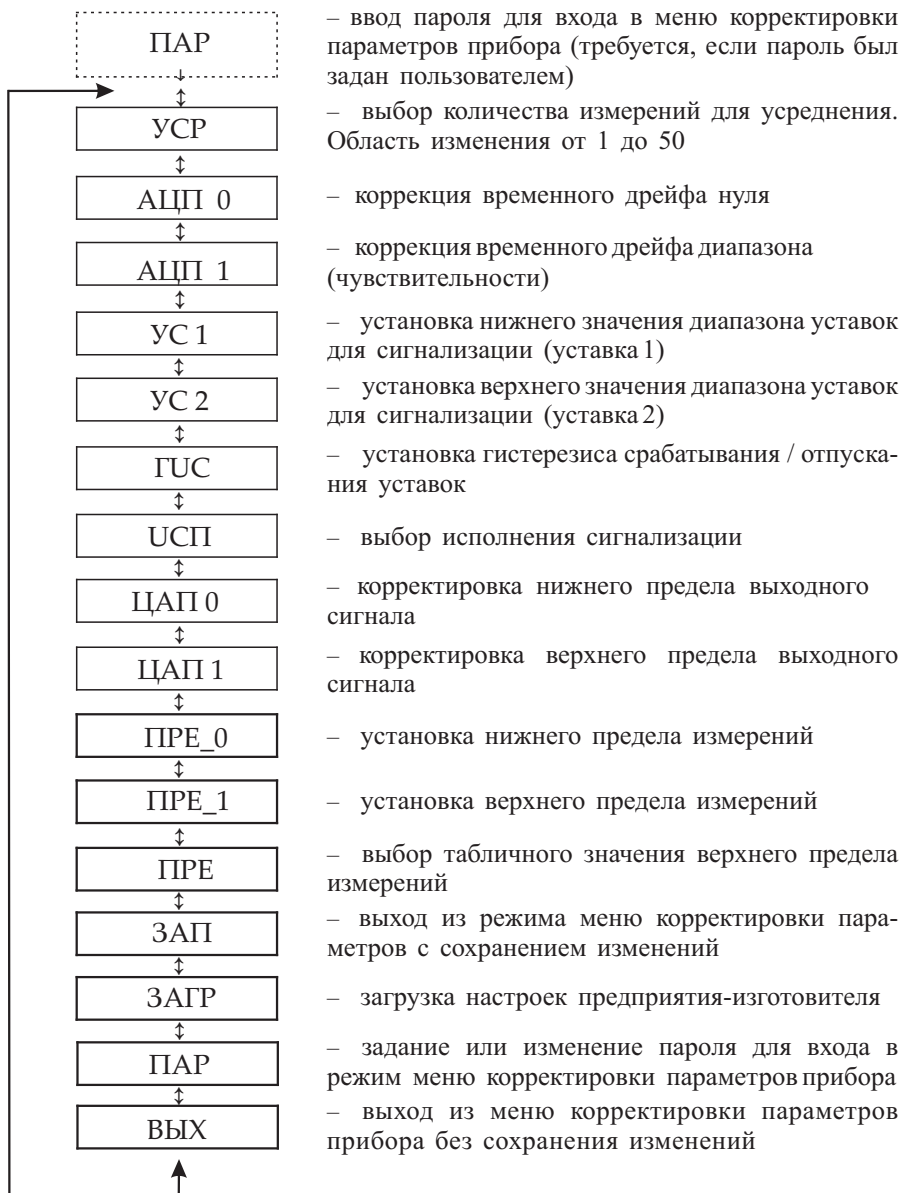 ПАР
– ввод пароля для входа в меню корректировки
параметров прибора (требуется, если пароль был
задан пользователем)
УСР
– выбор количества измерений для усреднения.
Область изменения от 1 до 50
АЦП 0
– коррекция временного дрейфа нуля
АЦП 1
– коррекция временного дрейфа диапазона
(чувствительности)
УС 1
– установка нижнего значения диапазона уставок
для сигнализации (уставка 1)
УС 2
– установка верхнего значения диапазона уставок
для сигнализации (уставка 2)
ГUС
– установка гистерезиса срабатывания / отпуска-
ния уставок
UСП
– выбор исполнения сигнализации
ЦАП 0
– корректировка нижнего предела выходного
сигнала
ЦАП 1
– корректировка верхнего предела выходного
сигнала
ПРЕ_0
– установка нижнего предела измерений
ПРЕ_1
– установка верхнего предела измерений
ПРЕ
– выбор табличного значения верхнего предела
измерений
ЗАП
– выход из режима меню корректировки пара-
метров с сохранением изменений
ЗАГР
– загрузка настроек предприятия-изготовителя
ПАР
– задание или изменение пароля для входа в
режим меню корректировки параметров прибора
ВЫХ
– выход из меню корректировки параметров
прибора без сохранения изменений